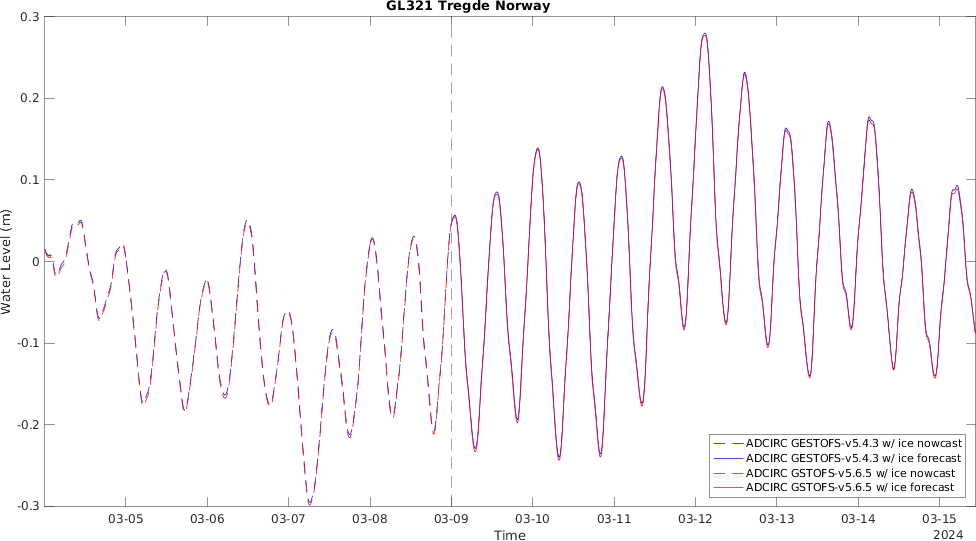 GL321 Tregde Norway
0.3
0.2
0.1
0
-0.1
-0.2
-0.3
Water Level (m)
ADCIRC GESTOFS-v5.4.3 w/ ice nowcast
ADCIRC GESTOFS-v5.4.3 w/ ice forecast
ADCIRC GSTOFS-v5.6.5 w/ ice nowcast
ADCIRC GSTOFS-v5.6.5 w/ ice forecast
03-05 03-06 03-07 03-08 03-09 03-10 03-11 03-12 03-13 03-14 03-15
Time 2024